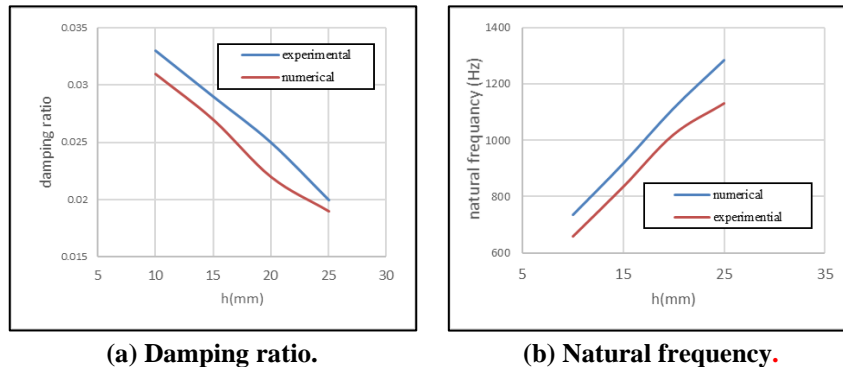 0.035
0.03
0.025
0.02
0.015
damping ratio
experimental
numerical
5 10 15 20 25 30
h(mm)
(a) Damping ratio.
1400
1200
1000
800
600
natural frequancy (Hz)
numerical
experimential
5 15 25 35
h(mm)
(b) Natural frequency.